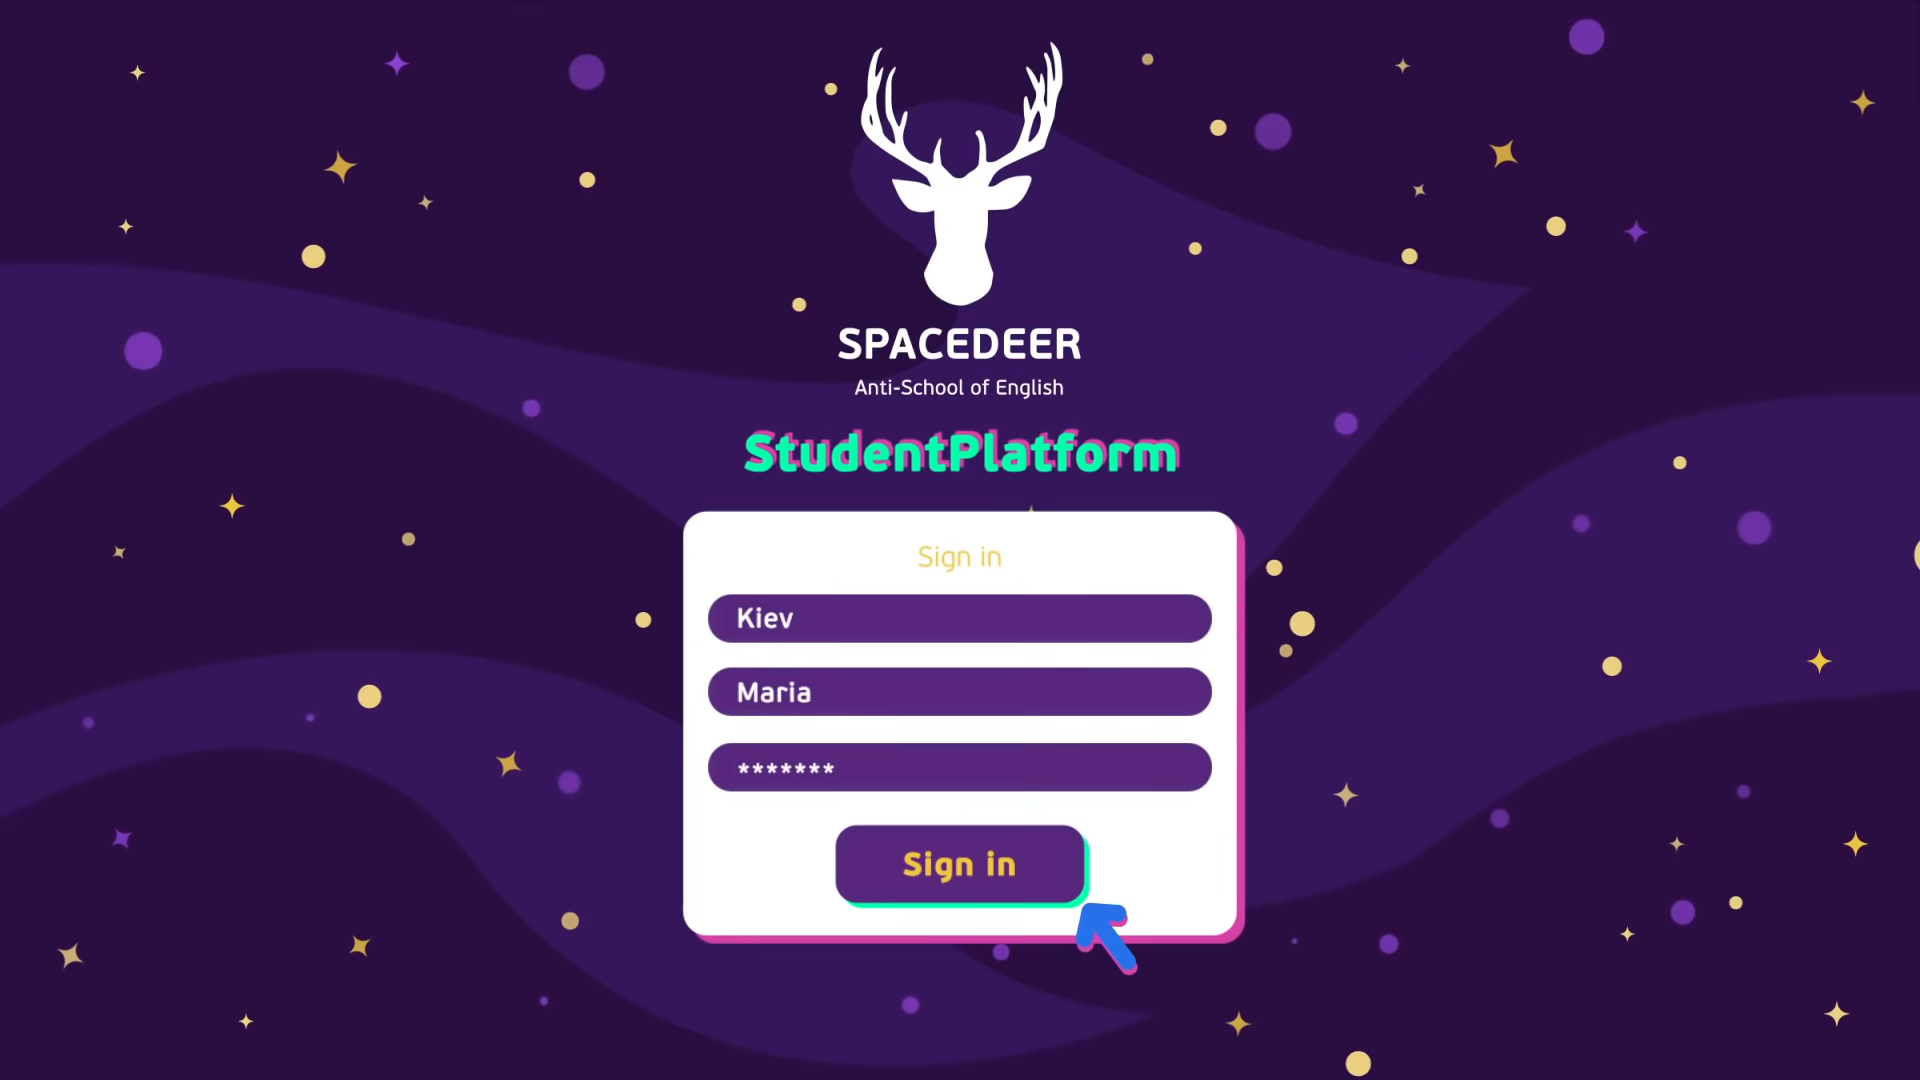 SPACEDEER
Anti-School of English
StudentPlatform
Sign in
Kiev
Maria
*******
Sign in